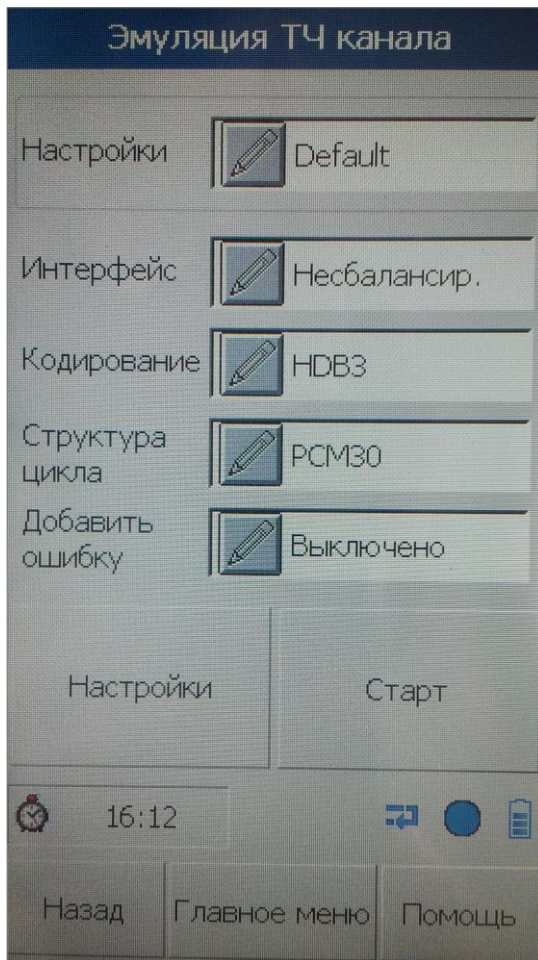 Эмуляция ТЧ канала
Настройки
Default
Интерфейс
Несбалансир.
Кодирование
HDB3
Структура
цикла
PCM30
Добавить
ошибку
Выключено
Настройки
Старт
16:12
Назад
Главное меню
Помощь